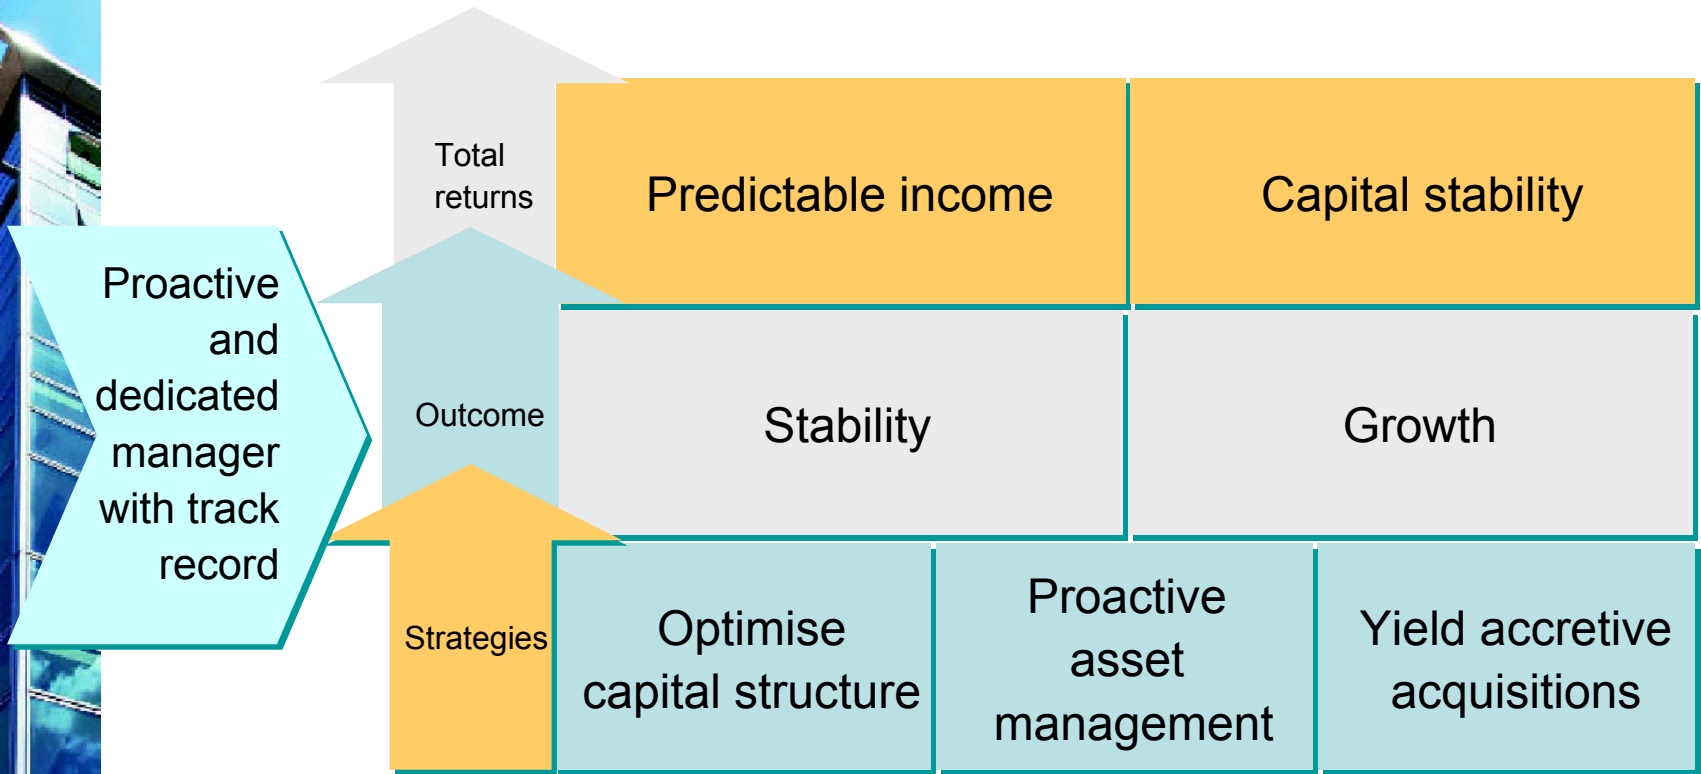 Total
returns
Predictable income
Capital stability
Proactive
and
dedicated
manager
with track
record
Outcome
Stability
Growth
Strategies
Optimise
capital structure
Proactive
asset
management
Yield accretive
acquisitions